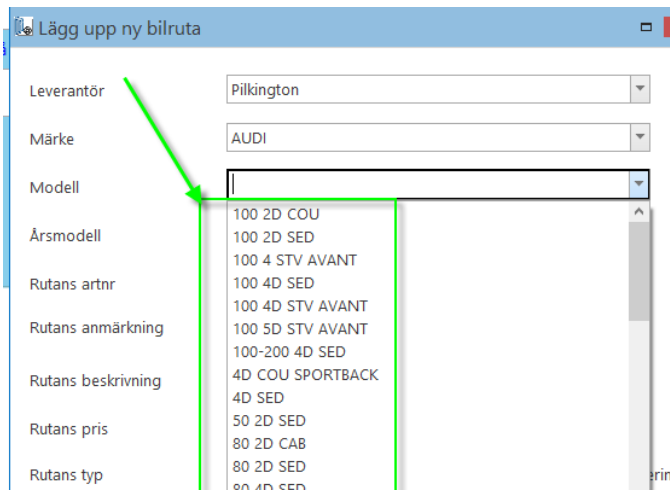 Lägg upp ny bilruta
Leverantör
Pilkington
Märke
AUDI
Modell
100 2D COU
100 2D SED
100 4 STV AVANT
100 4D SED
100 4D STV AVANT
100 5D STV AVANT
100-200 4D SED
4D COU SPORTBACK
4D SED
50 2D SED
80 2D CAB
80 2D SED
80 4D SED
Årsmodell
Rutans artnr
Rutans anmärkning
Rutans beskrivning
Rutans pris
Rutans typ